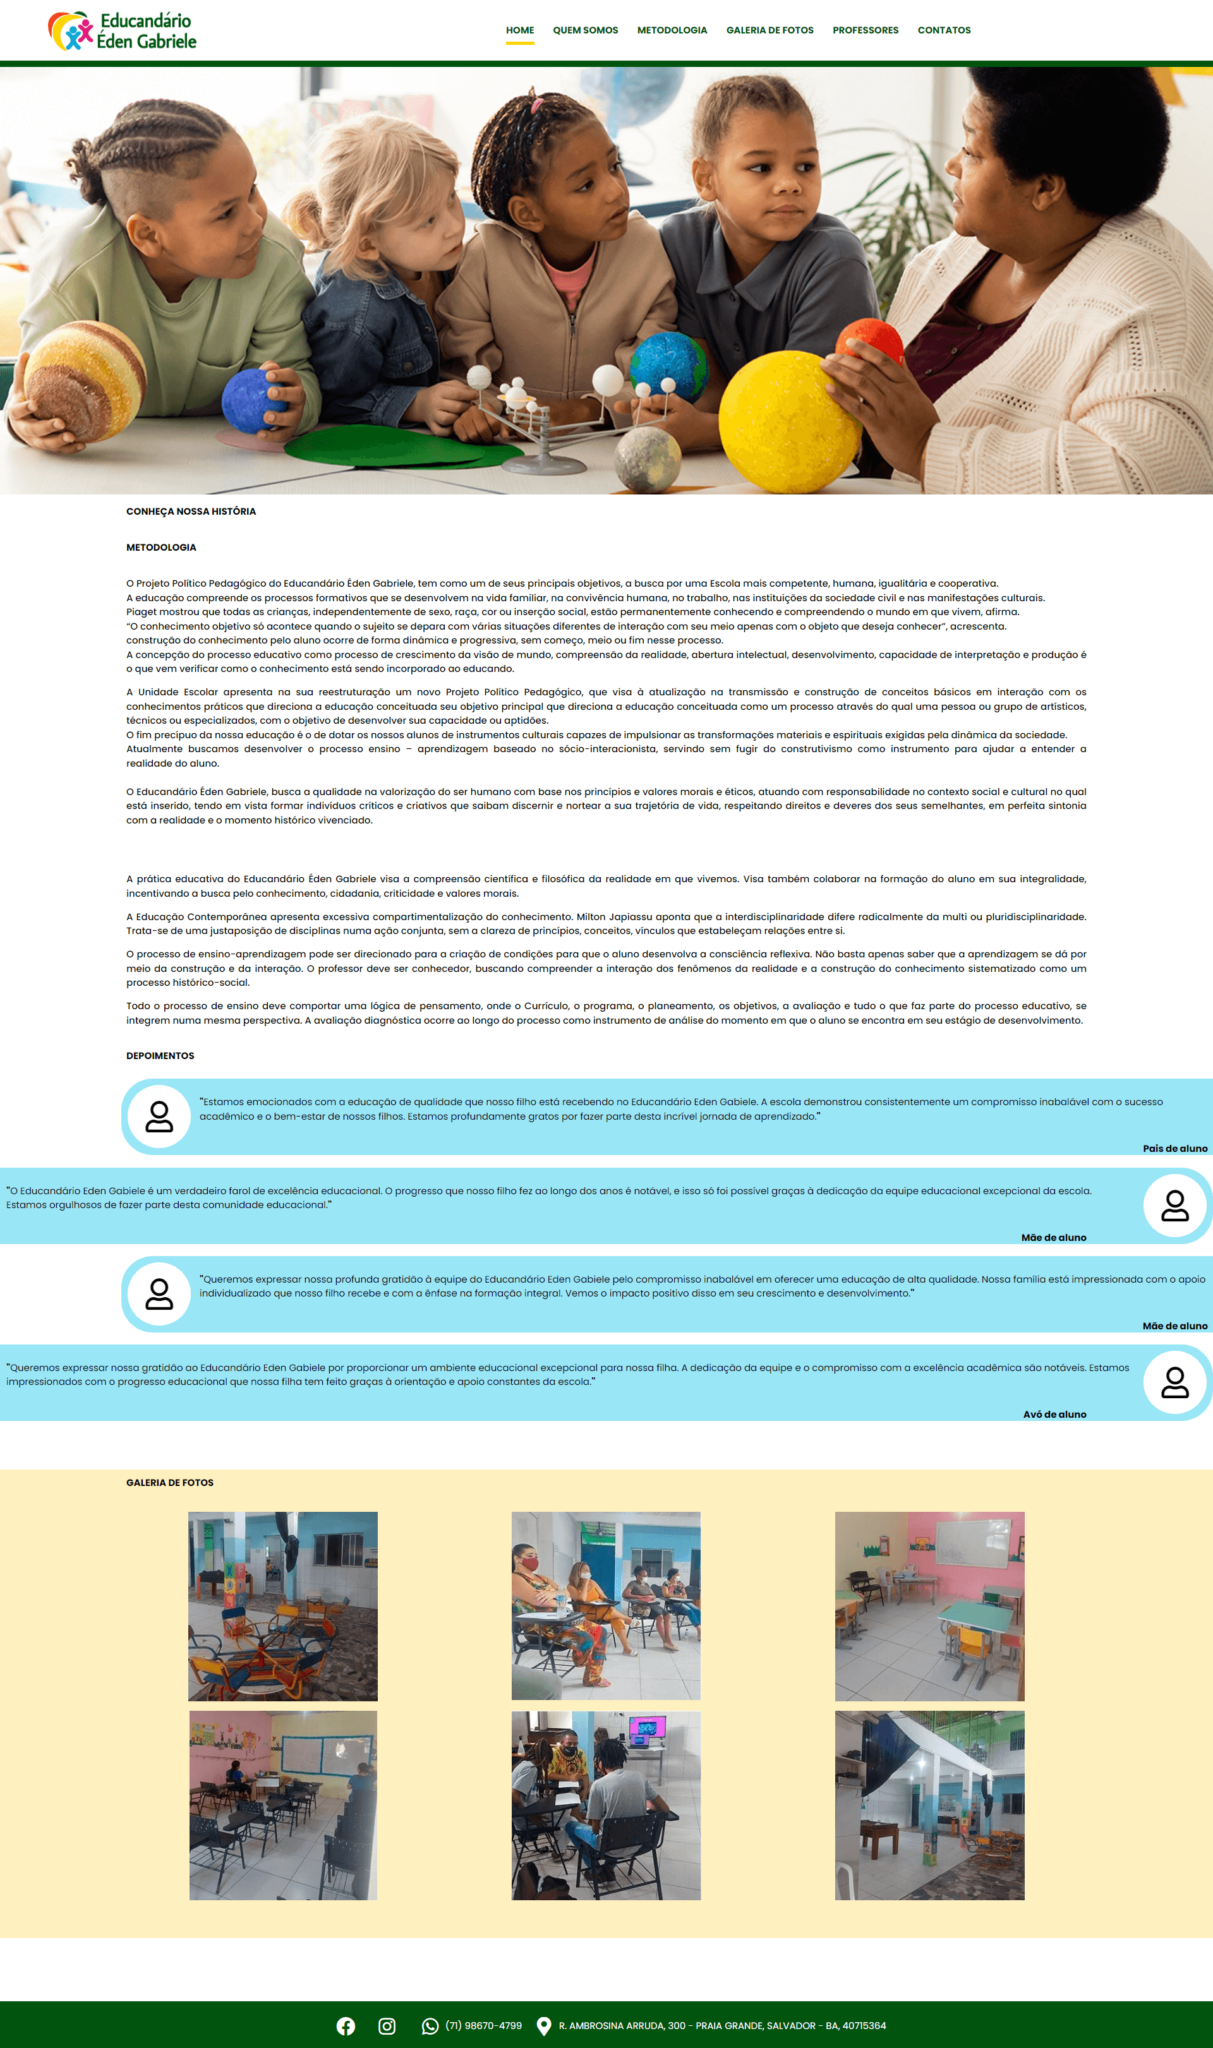 Educandário
Éden Gabriele
HOME QUEM SOMOS METODOLOGIA GALERIA DE FOTOS PROFESSORES CONTATOS
CONHEÇA NOSSA HISTÓRIA
METODOLOGIA
O Projeto Político Pedagógico do Educandário Éden Gabriele, tem como um de seus principais objetivos, a busca por uma Escola mais competente, humana, igualitária e cooperativa.
A educação compreende os processos formativos que se desenvolvem na vida familiar, na convivência humana, no trabalho, nas instituições da sociedade civil e nas manifestações culturais.
Piaget mostrou que todas as crianças, independentemente de sexo, raça, cor ou inserção social, estão permanentemente conhecendo e compreendendo o mundo em que vivem, afirma.
“O conhecimento objetivo só acontece quando o sujeito se depara com várias situações diferentes de interação com seu meio apenas com o objeto que deseja conhecer”, acrescenta.
construção do conhecimento pelo aluno ocorre de forma dinâmica e progressiva, sem começo, meio ou fim nesse processo.
A concepção do processo educativo como processo de crescimento da visão de mundo, compreensão da realidade, abertura intelectual, desenvolvimento, capacidade de interpretação e produção é
o que vem verificar como o conhecimento está sendo incorporado ao educando.
A Unidade Escolar apresenta na sua reestruturação um novo Projeto Político Pedagógico, que visa à atualização na transmissão e construção de conceitos básicos em interação com os
conhecimentos práticos que direciona a educação conceituada seu objetivo principal que direciona a educação conceituada como um processo através do qual uma pessoa ou grupo de artísticos,
técnicos ou especializados, com o objetivo de desenvolver sua capacidade ou aptidões.
O fim precípuo da nossa educação é o de dotar os nossos alunos de instrumentos culturais capazes de impulsionar as transformações materiais e espirituais exigidas pela dinâmica da sociedade.
Atualmente buscamos desenvolver o processo ensino – aprendizagem baseado no sócio-interacionista, servindo sem fugir do construtivismo como instrumento para ajudar a entender a
realidade do aluno.
O Educandário Éden Gabriele, busca a qualidade na valorização do ser humano com base nos princípios e valores morais e éticos, atuando com responsabilidade no contexto social e cultural no qual
está inserido, tendo em vista formar indivíduos críticos e criativos que saibam discernir e nortear a sua trajetória de vida, respeitando direitos e deveres dos seus semelhantes, em perfeita sintonia
com a realidade e o momento histórico vivenciado.
A prática educativa do Educandário Éden Gabriele visa a compreensão científica e filosófica da realidade em que vivemos. Visa também colaborar na formação do aluno em sua integralidade,
incentivando a busca pelo conhecimento, cidadania, criticidade e valores morais.
A Educação Contemporânea apresenta excessiva compartimentalização do conhecimento. Milton Japiassu aponta que a interdisciplinaridade difere radicalmente da multi ou pluridisciplinaridade.
Trata-se de uma justaposição de disciplinas numa ação conjunta, sem a clareza de princípios, conceitos, vínculos que estabeleçam relações entre si.
O processo de ensino-aprendizagem pode ser direcionado para a criação de condições para que o aluno desenvolva a consciência reflexiva. Não basta apenas saber que a aprendizagem se dá por
meio da construção e da interação. O professor deve ser conhecedor, buscando compreender a interação dos fenômenos da realidade e a construção do conhecimento sistematizado como um
processo histórico-social.
Todo o processo de ensino deve comportar uma lógica de pensamento, onde o Currículo, o programa, o planeamento, os objetivos, a avaliação e tudo o que faz parte do processo educativo, se
integrem numa mesma perspectiva. A avaliação diagnóstica ocorre ao longo do processo como instrumento de análise do momento em que o aluno se encontra em seu estágio de desenvolvimento.
DEPOIMENTOS
"Estamos emocionados com a educação de qualidade que nosso filho está recebendo no Educandário Eden Gabiele. A escola demonstrou consistentemente um compromisso inabalável com o sucesso
acadêmico e o bem-estar de nossos filhos. Estamos profundamente gratos por fazer parte desta incrível jornada de aprendizado."
Pais de aluno
"O Educandário Eden Gabiele é um verdadeiro farol de excelência educacional. O progresso que nosso filho fez ao longo dos anos é notável, e isso só foi possível graças à dedicação da equipe educacional excepcional da escola.
Estamos orgulhosos de fazer parte desta comunidade educacional."
Mãe de aluno
"Queremos expressar nossa profunda gratidão à equipe do Educandário Eden Gabiele pelo compromisso inabalável em oferecer uma educação de alta qualidade. Nossa família está impressionada com o apoio
individualizado que nosso filho recebe e com a ênfase na formação integral. Vemos o impacto positivo disso em seu crescimento e desenvolvimento."
Mãe de aluno
"Queremos expressar nossa gratidão ao Educandário Eden Gabiele por proporcionar um ambiente educacional excepcional para nossa filha. A dedicação da equipe e o compromisso com a excelência acadêmica são notáveis. Estamos
impressionados com o progresso educacional que nossa filha tem feito graças à orientação e apoio constantes da escola."
Avó de aluno
GALERIA DE FOTOS
(71) 98670-4799 R. AMBROSINA ARRUDA, 300 - PRAIA GRANDE, SALVADOR - BA, 40715364